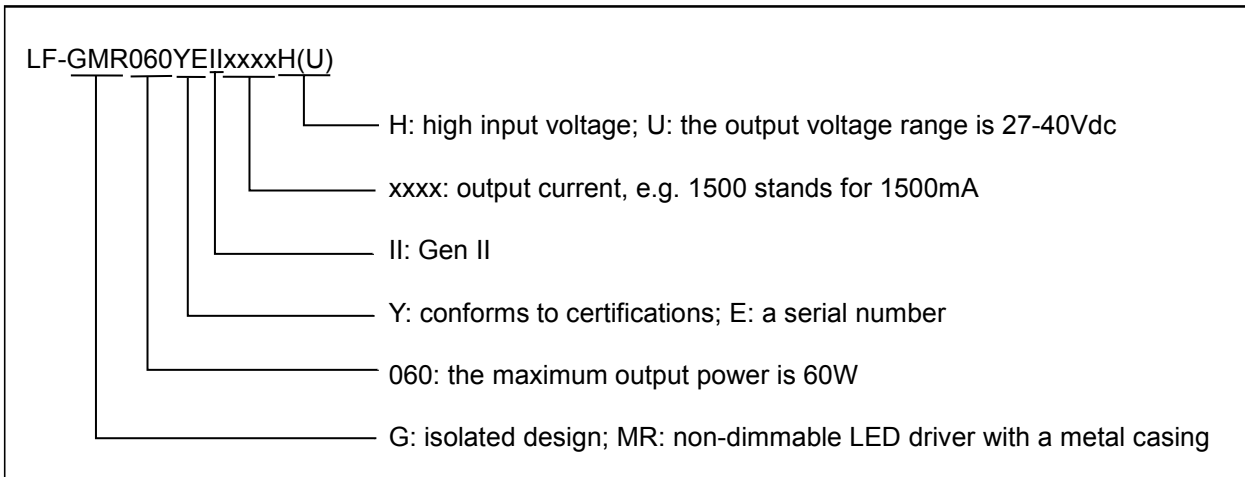 LF-GMR060YEIIxxxxH(U)
H: high input voltage; U: the output voltage range is 27-40Vdc
xxxx: output current, e.g. 1500 stands for 1500mA
II: Gen II
Y: conforms to certifications; E: a serial number
060: the maximum output power is 60W
G: isolated design; MR: non-dimmable LED driver with a metal casing